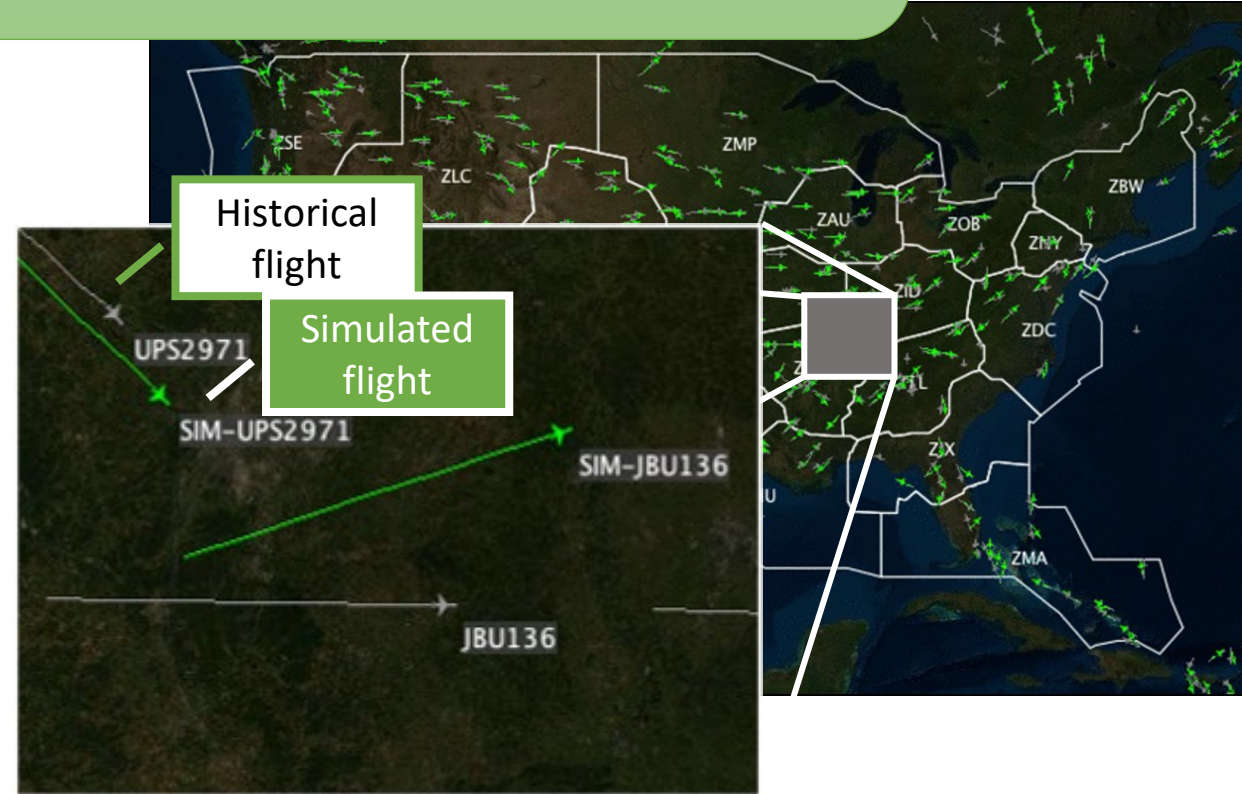 ZSE
ZLC
ZMP
ZBW
ZAU
ZOB
ZNY
ZID
ZDC
ZMA
Historical
flight
Simulated
flight
UPS2971
SIM-UPS2971
SIM-JBU136
JBU136